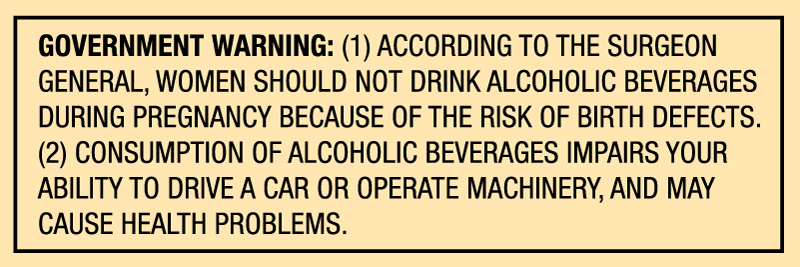 GOVERNMENT WARNING: (1) ACCORDING TO THE SURGEON
GENERAL, WOMEN SHOULD NOT DRINK ALCOHOLIC BEVERAGES
DURING PREGNANCY BECAUSE OF THE RISK OF BIRTH DEFECTS.
(2) CONSUMPTION OF ALCOHOLIC BEVERAGES IMPAIRS YOUR
ABILITY TO DRIVE A CAR OR OPERATE MACHINERY, AND MAY
CAUSE HEALTH PROBLEMS.